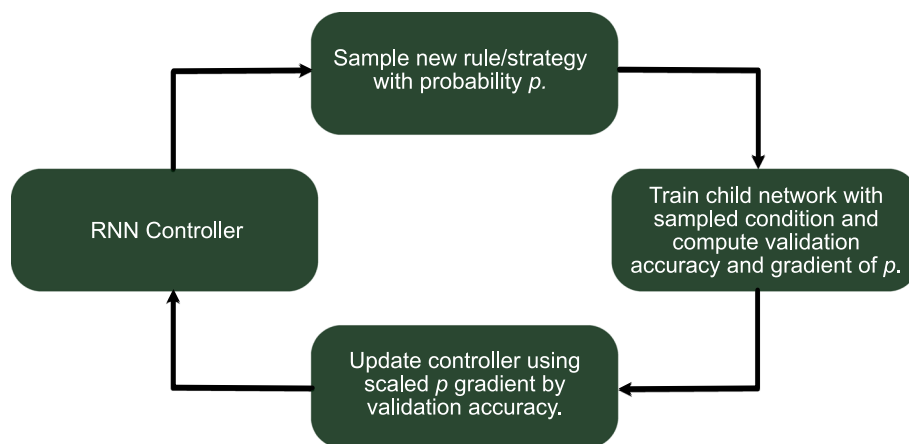 Sample new rule/strategy
with probability p.
RNN Controller
Train child network with
sampled condition and
compute validation
accuracy and gradient of p.
Update controller using
scaled p gradient by
validation accuracy.